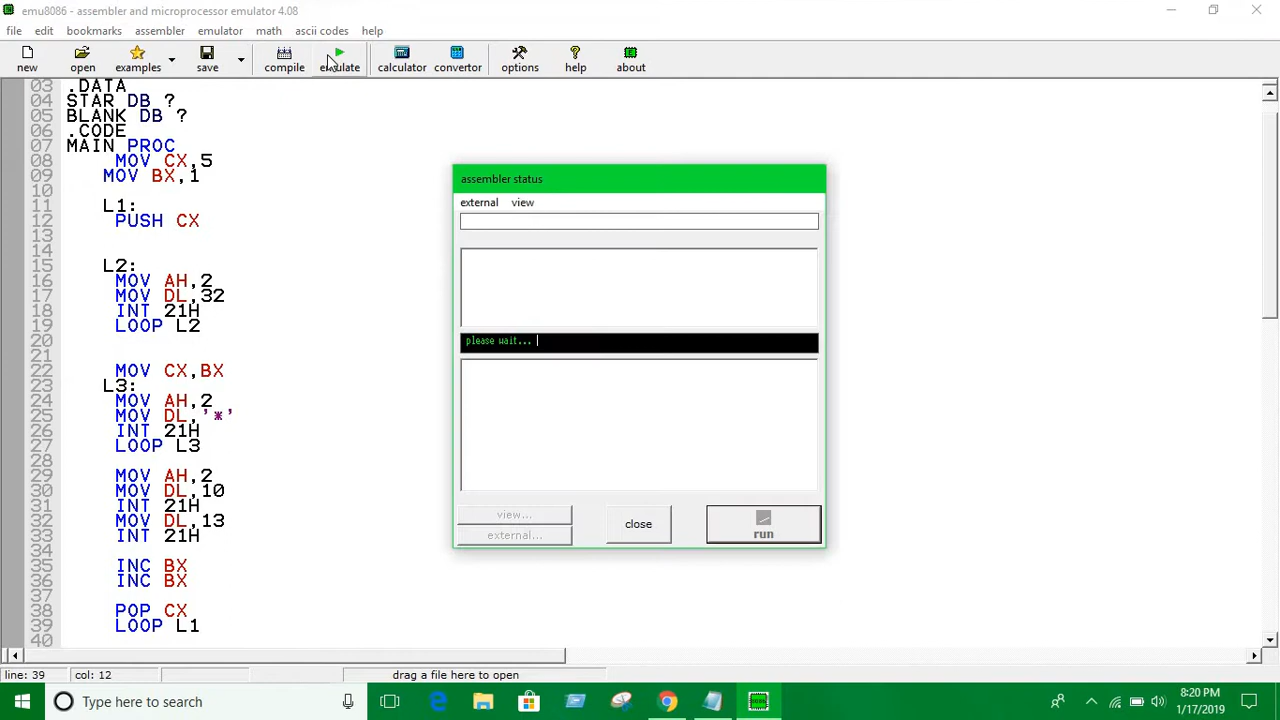 emu8086 - assembler and microprocessor emulator 4.08
file edit bookmarks assembler emulator math ascii codes help
new open examples save compile emulate calculator convertor options help about
03 .DATA
04 STAR DB ?
05 BLANK DB ?
06 .CODE
07 MAIN PROC
08 MOV CX,5
09 MOV BX,1
10
11 L1:
12 PUSH CX
13
14
15 L2:
16 MOV AH,2
17 MOV DL,32
18 INT 21H
19 LOOP L2
20
21
22 MOV CX,BX
23 L3:
24 MOV AH,2
25 MOV DL,'*'
26 INT 21H
27 LOOP L3
28
29 MOV AH,2
30 MOV DL,10
31 INT 21H
32 MOV DL,13
33 INT 21H
34
35 INC BX
36 INC BX
37
38 POP CX
39 LOOP L1
40
assembler status
external view
please wait...
view...
external...
close
run
line: 39 col: 12 drag a file here to open
Type here to search
8:20 PM
1/17/2019